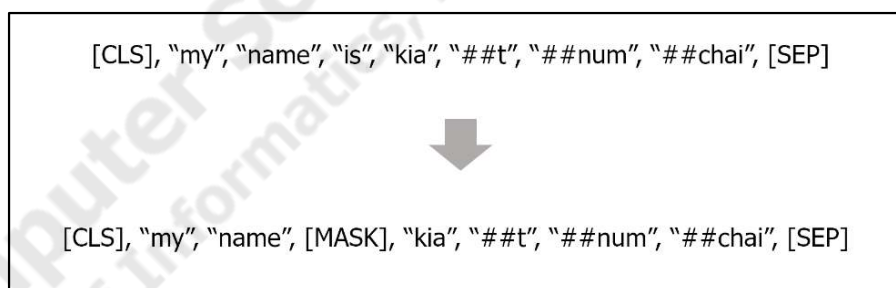 [CLS], “my”, “name”, “is”, “kia”, “##t”, “##num”, “##chai”, [SEP]
[CLS], “my”, “name”, [MASK], “kia”, “##t”, “##num”, “##chai”, [SEP]